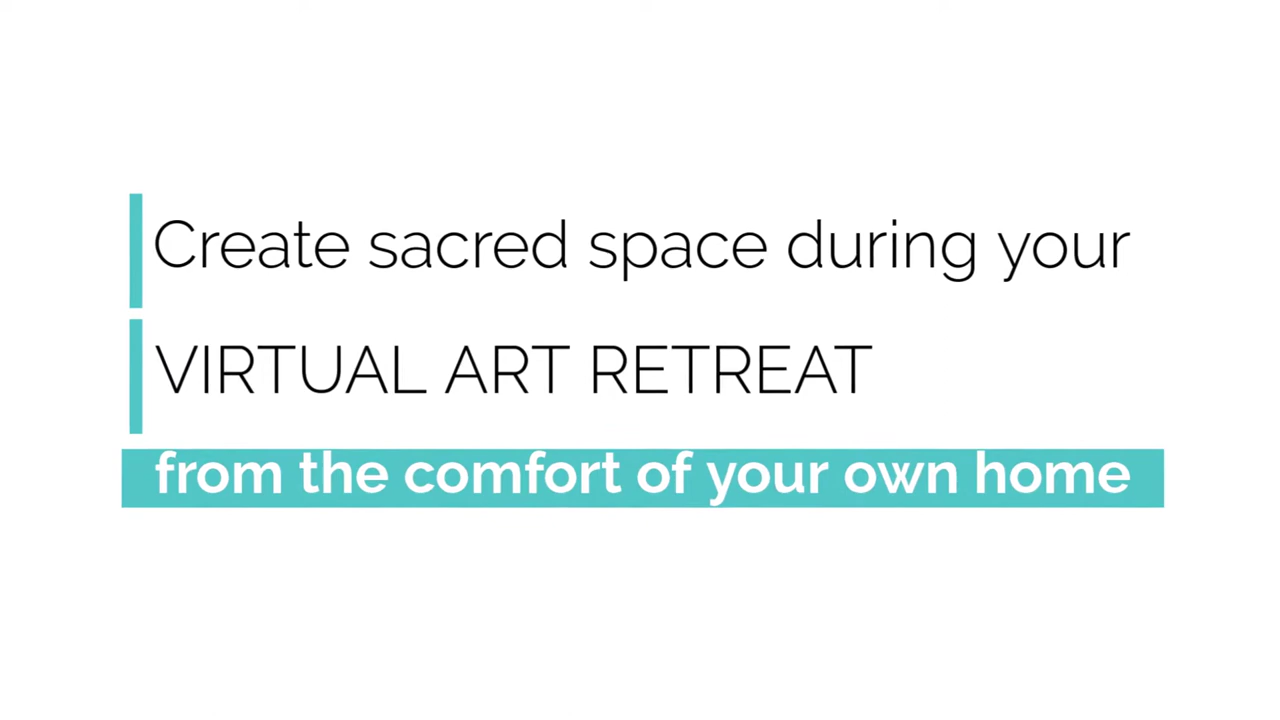 Create sacred space during your
VIRTUAL ART RETREAT
from the comfort of your own home